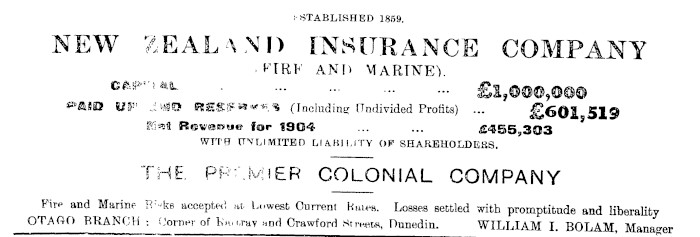 ESTABLISHED 1859.
NEW ZEALAND INSURANCE COMPANY
(FIRE AND MARINE).
CAPITAL ... ... ... ... £1,000,000
PAID UP AND RESERVES (Including Undivided Profits) ... £601,519
Net Revenue for 1904 ... ... £455,303
WITH UNLIMITED LIABILITY OF SHAREHOLDERS.
THE PREMIER COLONIAL COMPANY
Fire and Marine Risks accepted at Lowest Current Rates. Losses settled with promptitude and liberality
OTAGO BRANCH: Corner of Rattray and Crawford Streets, Dunedin. WILLIAM I. BOLAM, Manager